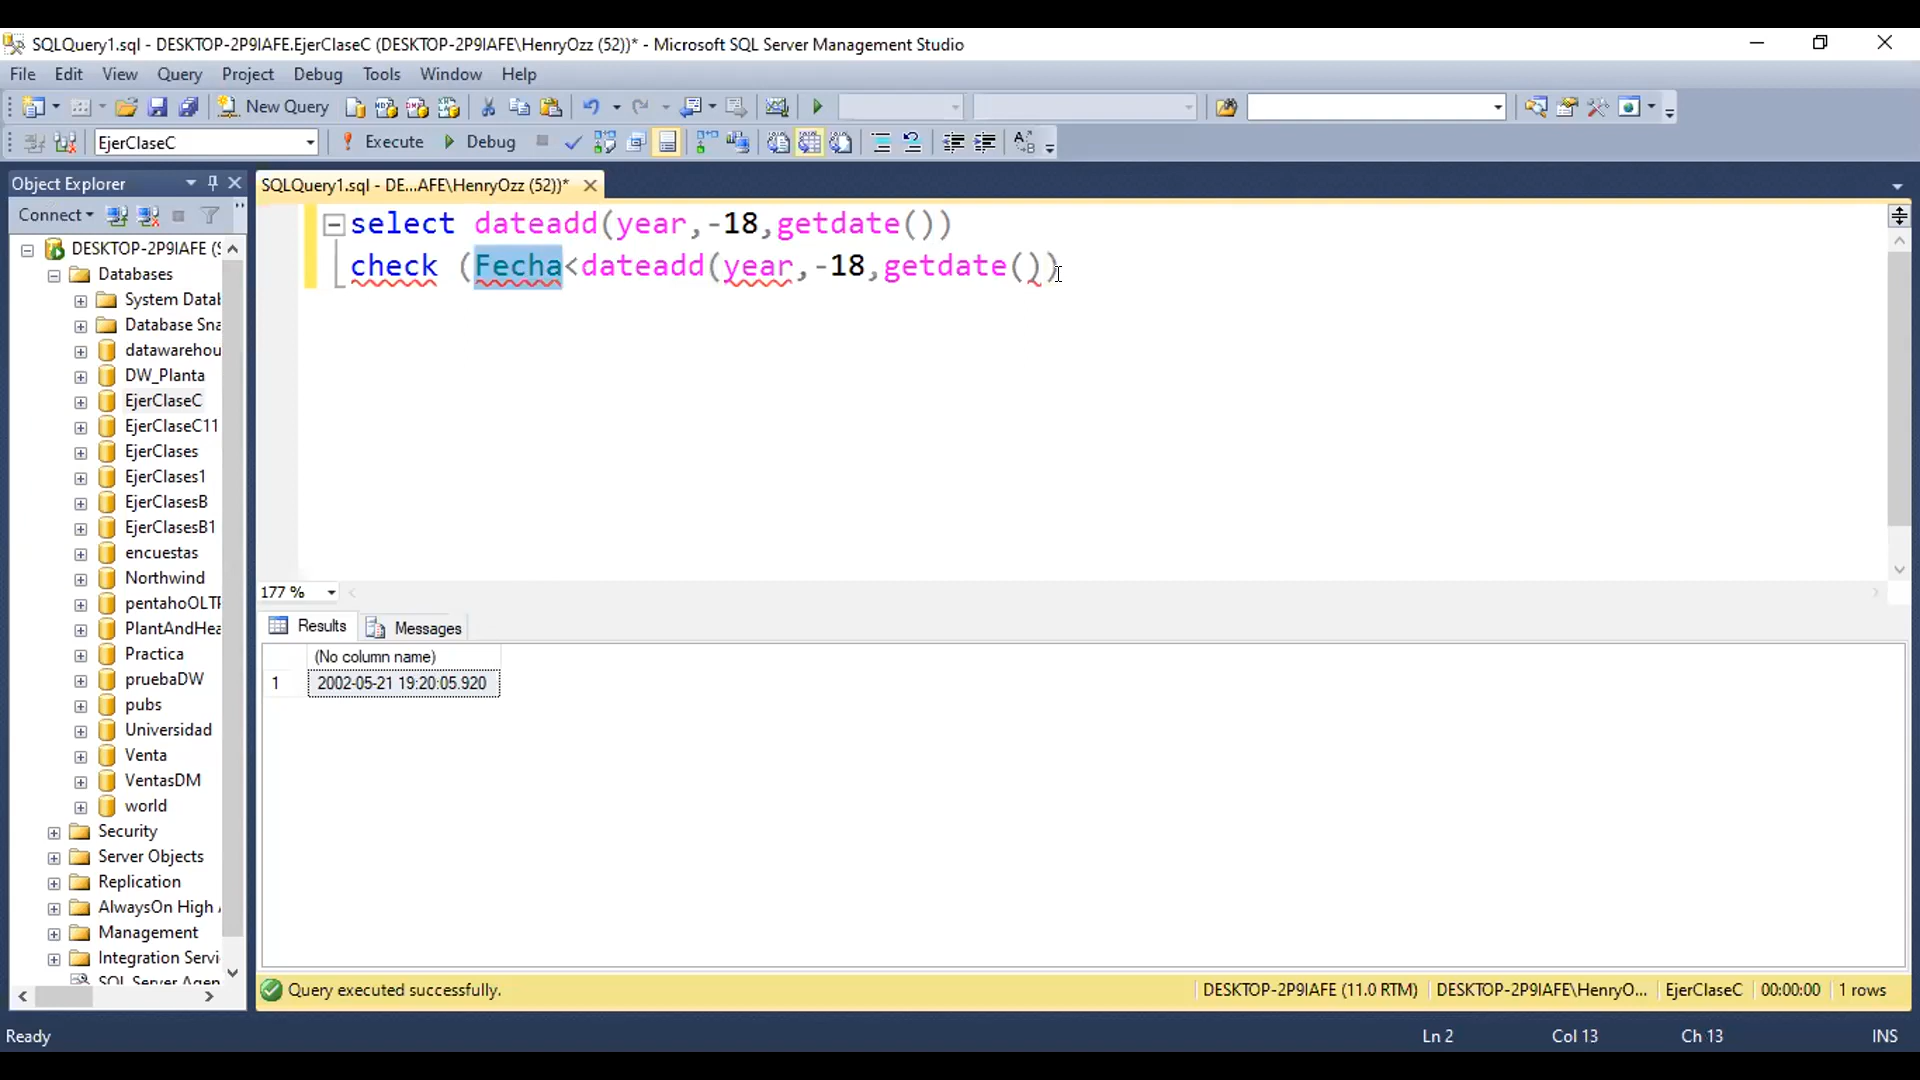 SQLQuery1.sql - DESKTOP-2P9IAFE.EjerClaseC (DESKTOP-2P9IAFE\HenryOzz (52))* - Microsoft SQL Server Management Studio
File Edit View Query Project Debug Tools Window Help
New Query
EjerClaseC Execute Debug
Object Explorer
Connect
DESKTOP-2P9IAFE (S
Databases
System Datal
Database Sna
datawarehou
DW_Planta
EjerClaseC
EjerClaseC11
EjerClases
EjerClases1
EjerClasesB
EjerClasesB1
encuestas
Northwind
pentahoOLTP
PlantAndHea
Practica
pruebaDW
pubs
Universidad
Venta
VentasDM
world
Security
Server Objects
Replication
AlwaysOn High A
Management
Integration Servi
SQL Server Agen
SQLQuery1.sql - DE...AFE\HenryOzz (52))*
select dateadd(year,-18,getdate())
check (Fecha<dateadd(year,-18,getdate())
177 %
Results Messages
(No column name)
1 2002-05-21 19:20:05.920
Query executed successfully. DESKTOP-2P9IAFE (11.0 RTM) DESKTOP-2P9IAFE\HenryO... EjerClaseC 00:00:00 1 rows
Ready Ln 2 Col 13 Ch 13 INS